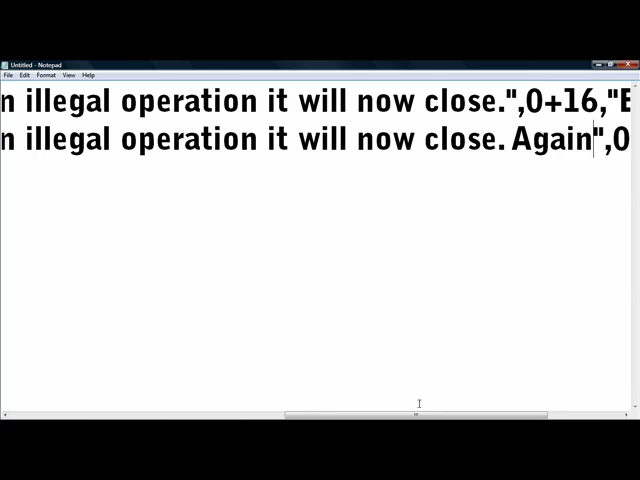 Untitled - Notepad
File Edit Format View Help
n illegal operation it will now close.",0+16,"E
n illegal operation it will now close. Again",0